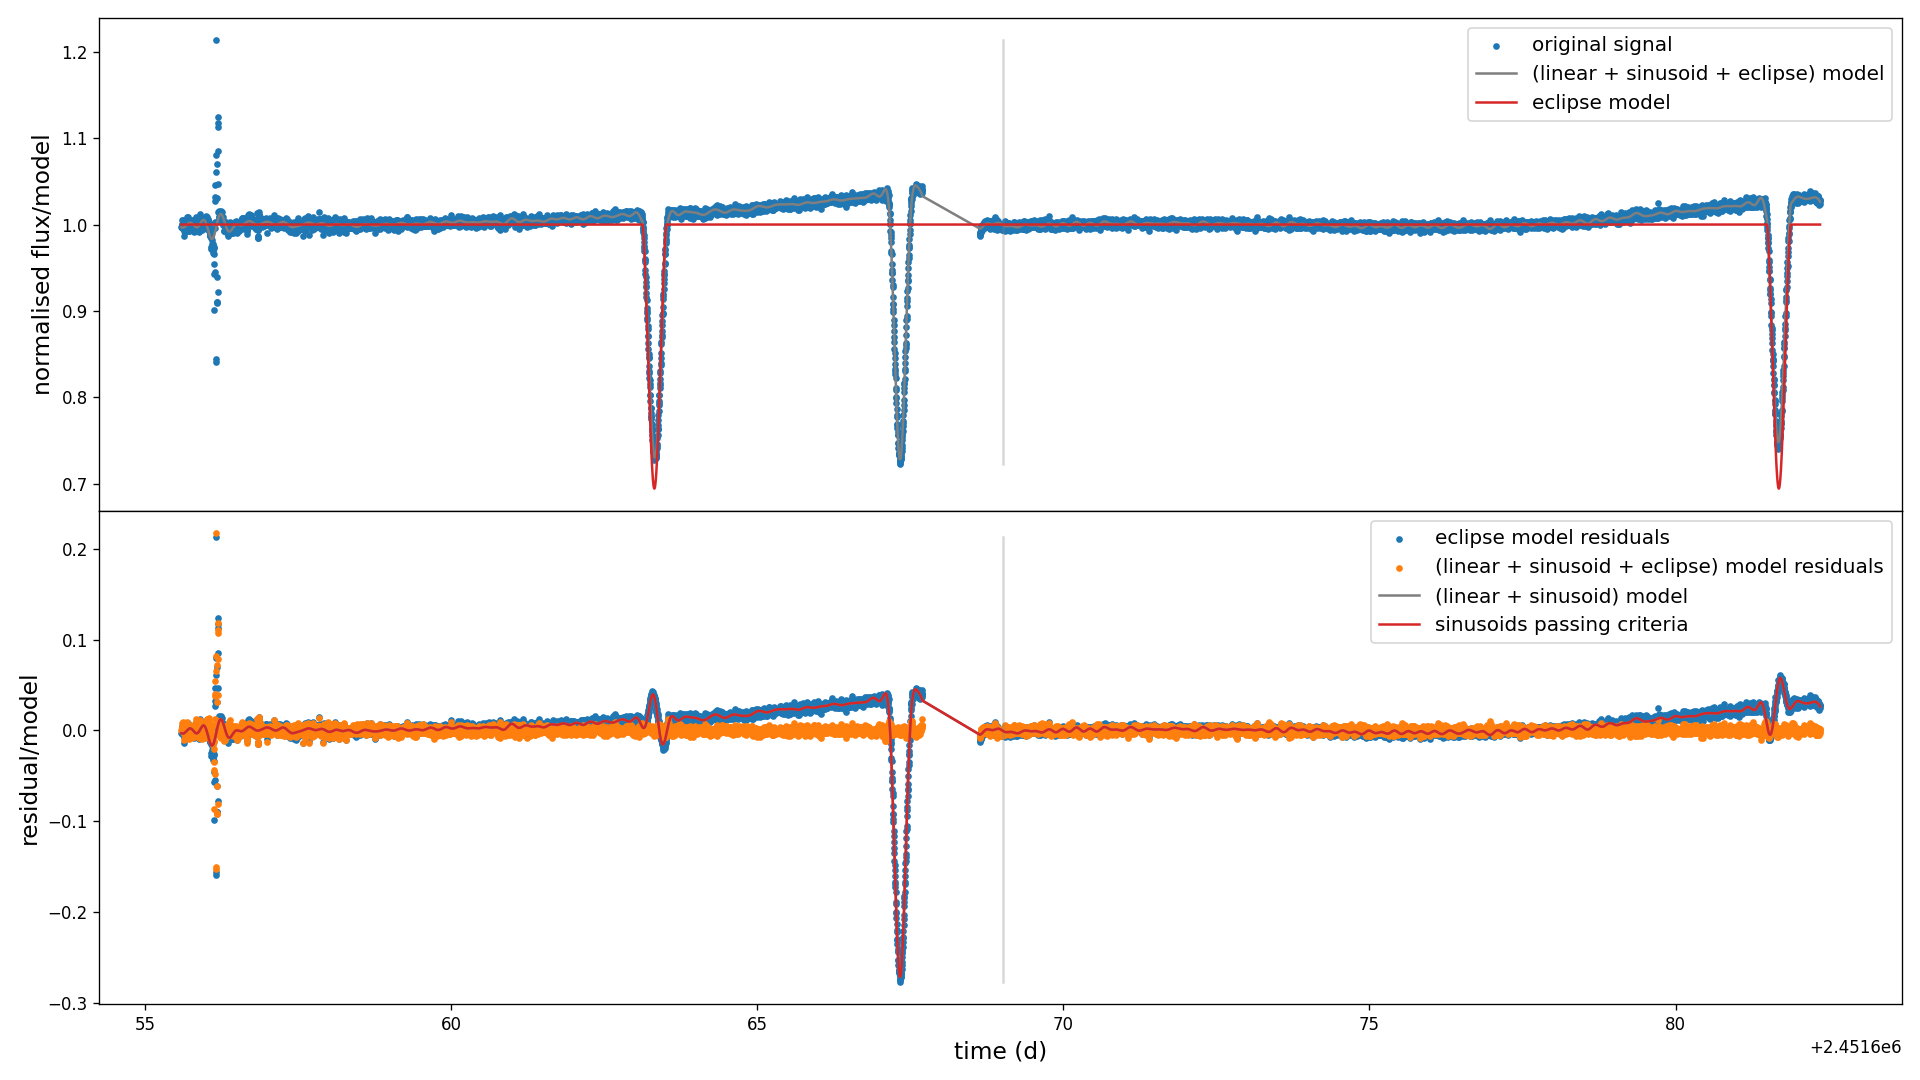 1.2
1.1
1.0
0.9
0.8
0.7
normalised flux/model
original signal
(linear + sinusoid + eclipse) model
eclipse model
0.2
0.1
0.0
−0.1
−0.2
−0.3
residual/model
eclipse model residuals
(linear + sinusoid + eclipse) model residuals
(linear + sinusoid) model
sinusoids passing criteria
55 60 65 70 75 80
time (d)
+2.4516e6